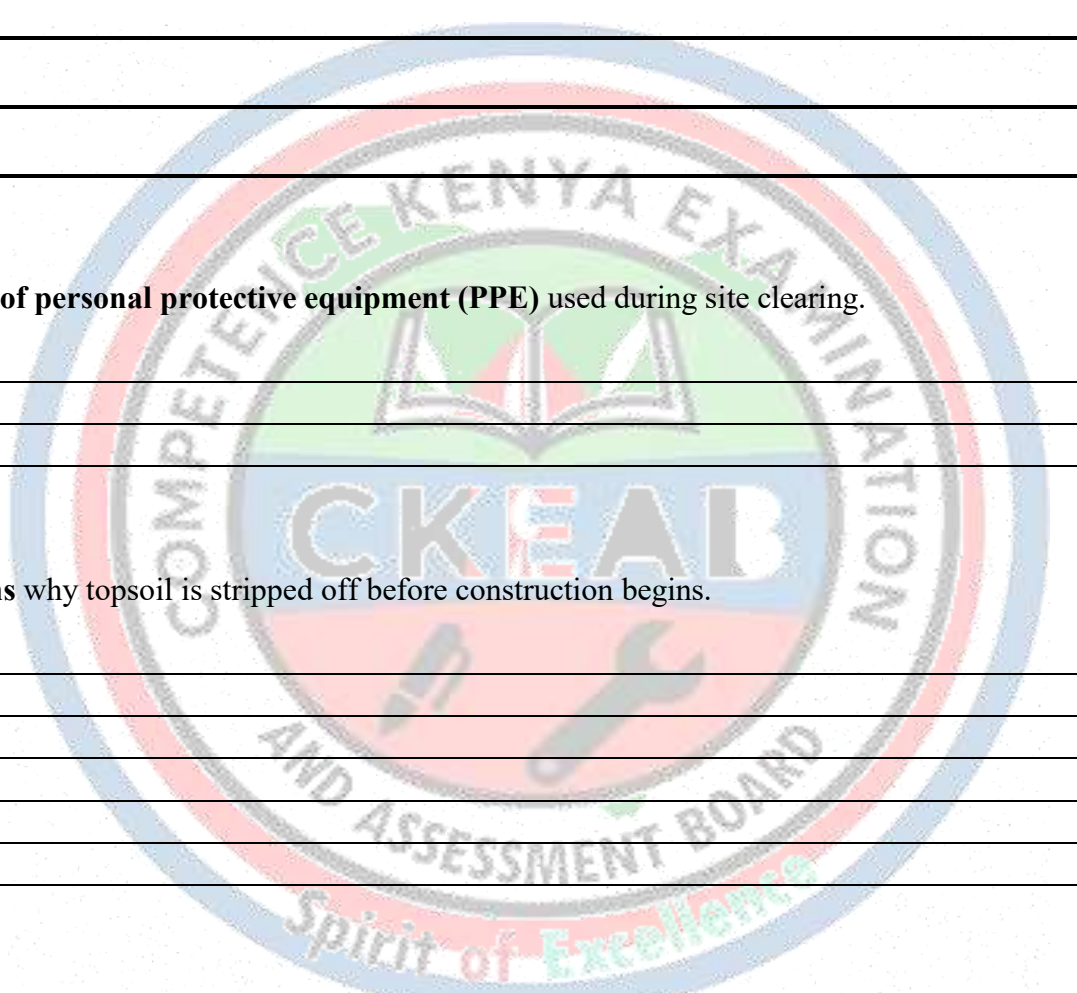 COMPETENCE KENYA EXAMINATION
of personal protective equipment (PPE) used during site clearing.
CKEAB
s why topsoil is stripped off before construction begins.
AND ASSESSMENT BOARD
Spirit of Excellence